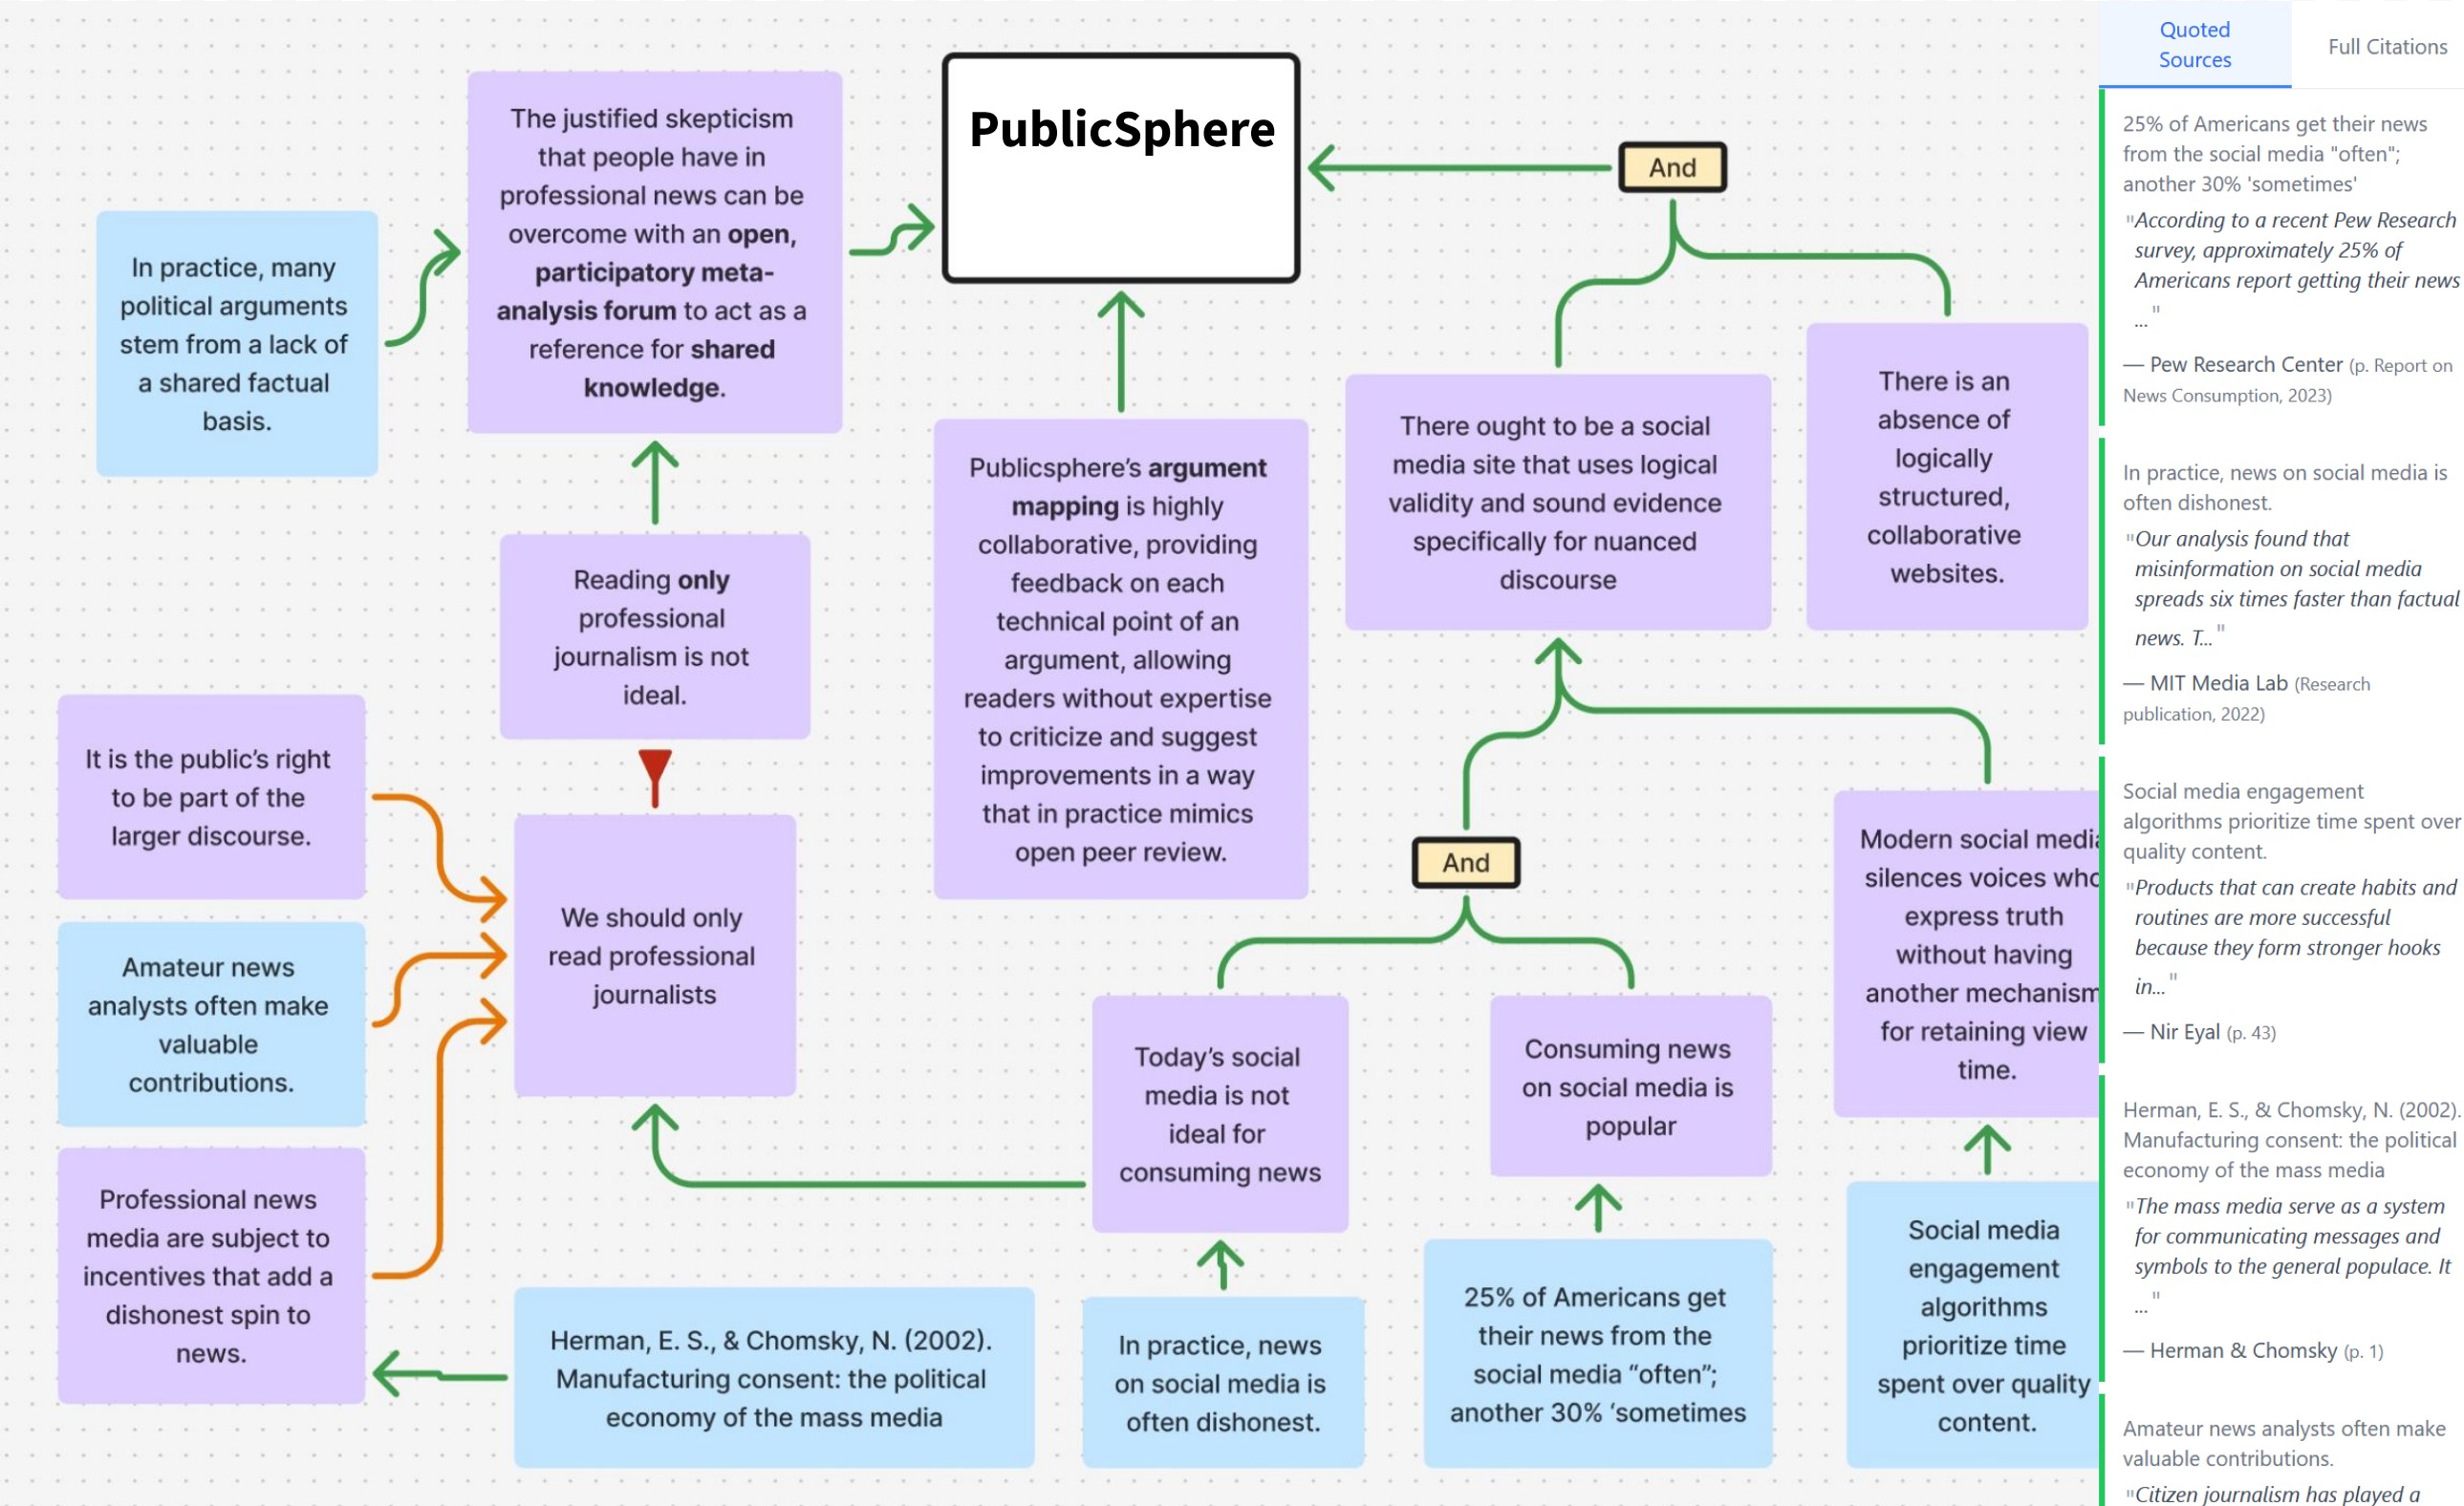 PublicSphere
And
The justified skepticism
that people have in
professional news can be
overcome with an open,
participatory meta-
analysis forum to act as a
reference for shared
knowledge.
In practice, many
political arguments
stem from a lack of
a shared factual
basis.
Publicsphere’s argument
mapping is highly
collaborative, providing
feedback on each
technical point of an
argument, allowing
readers without expertise
to criticize and suggest
improvements in a way
that in practice mimics
open peer review.
There ought to be a social
media site that uses logical
validity and sound evidence
specifically for nuanced
discourse
There is an
absence of
logically
structured,
collaborative
websites.
Reading only
professional
journalism is not
ideal.
It is the public’s right
to be part of the
larger discourse.
Amateur news
analysts often make
valuable
contributions.
Professional news
media are subject to
incentives that add a
dishonest spin to
news.
We should only
read professional
journalists
And
Modern social media
silences voices who
express truth
without having
another mechanism
for retaining view
time.
Today’s social
media is not
ideal for
consuming news
Consuming news
on social media is
popular
Herman, E. S., & Chomsky, N. (2002).
Manufacturing consent: the political
economy of the mass media
In practice, news
on social media is
often dishonest.
25% of Americans get
their news from the
social media “often”;
another 30% ‘sometimes
Social media
engagement
algorithms
prioritize time
spent over quality
content.
Quoted
Sources
Full Citations
25% of Americans get their news
from the social media "often";
another 30% 'sometimes'
"According to a recent Pew Research
survey, approximately 25% of
Americans report getting their news
..."
— Pew Research Center (p. Report on
News Consumption, 2023)
In practice, news on social media is
often dishonest.
"Our analysis found that
misinformation on social media
spreads six times faster than factual
news. T..."
— MIT Media Lab (Research
publication, 2022)
Social media engagement
algorithms prioritize time spent over
quality content.
"Products that can create habits and
routines are more successful
because they form stronger hooks
in..."
— Nir Eyal (p. 43)
Herman, E. S., & Chomsky, N. (2002).
Manufacturing consent: the political
economy of the mass media
"The mass media serve as a system
for communicating messages and
symbols to the general populace. It
..."
— Herman & Chomsky (p. 1)
Amateur news analysts often make
valuable contributions.
"Citizen journalism has played a